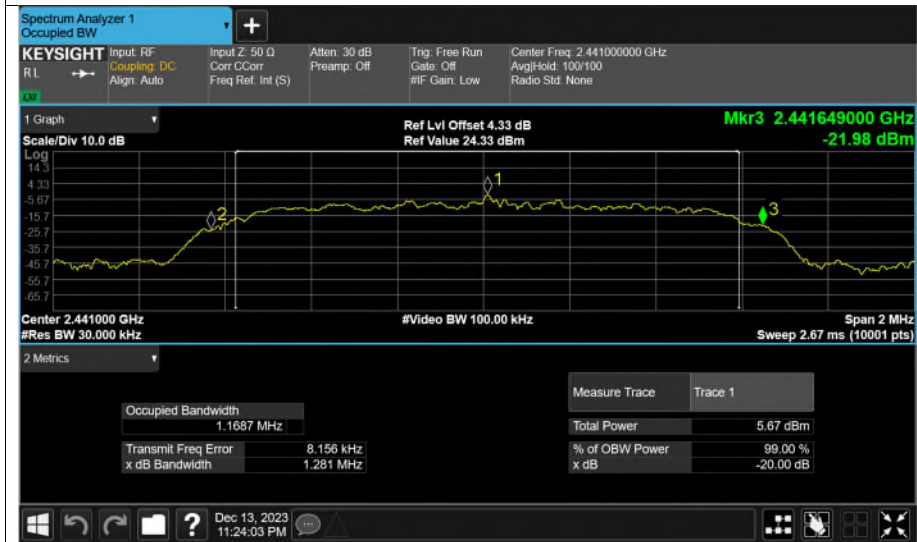 Spectrum Analyzer 1
Occupied BW
+
KEYSIGHT
RL
LXI
Input: RF
Coupling: DC
Align: Auto
Input Z: 50 Ω
Corr CCorr
Freq Ref: Int (S)
Atten: 30 dB
Preamp: Off
Trig: Free Run
Gate: Off
#IF Gain: Low
Center Freq: 2.441000000 GHz
Avg|Hold: 100/100
Radio Std: None
1 Graph
Scale/Div 10.0 dB
Ref Lvl Offset 4.33 dB
Ref Value 24.33 dBm
Mkr3 2.441649000 GHz
-21.98 dBm
Log
14.3
4.33
-5.67
-15.7
-25.7
-35.7
-45.7
-55.7
-65.7
1
2
3
Center 2.441000 GHz
#Res BW 30.000 kHz
#Video BW 100.00 kHz
Span 2 MHz
Sweep 2.67 ms (10001 pts)
2 Metrics
Occupied Bandwidth
1.1687 MHz
Transmit Freq Error 8.156 kHz
x dB Bandwidth 1.281 MHz
Measure Trace Trace 1
Total Power 5.67 dBm
% of OBW Power 99.00 %
x dB -20.00 dB
?
Dec 13, 2023
11:24:03 PM